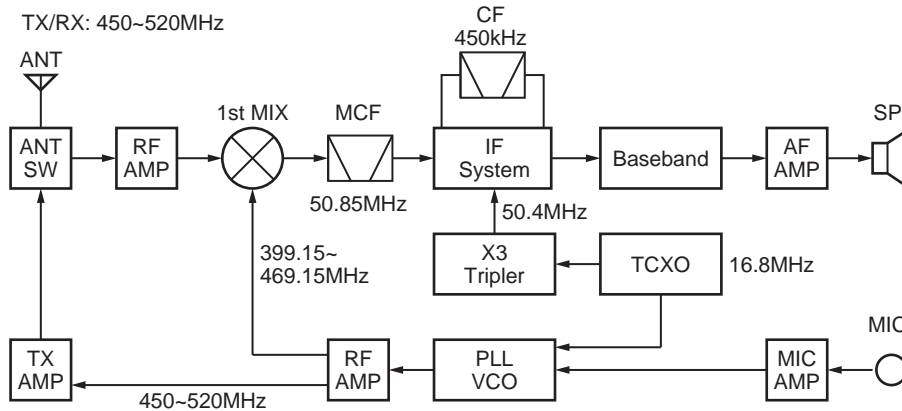 TX/RX: 450~520MHz
ANT
CF
450kHz
1st MIX
MCF
SP
ANT
SW
RF
AMP
IF
System
Baseband
AF
AMP
50.85MHz
50.4MHz
399.15~
469.15MHz
X3
Tripler
TCXO
16.8MHz
TX
AMP
RF
AMP
PLL
VCO
MIC
AMP
MIC
450~520MHz